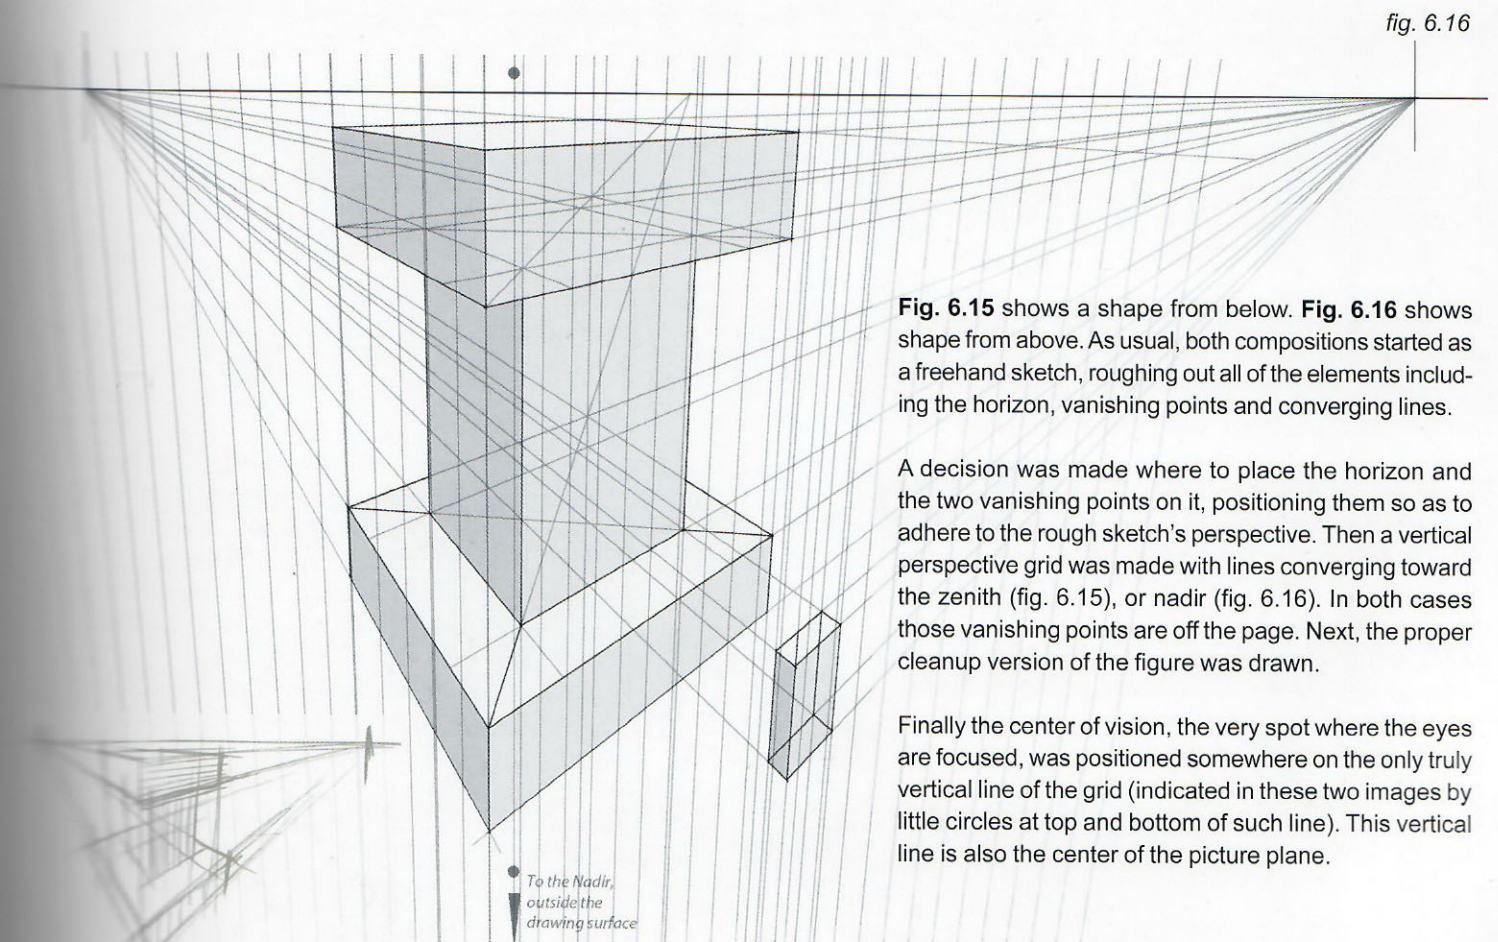 fig. 6.16
Fig. 6.15 shows a shape from below. Fig. 6.16 shows
shape from above. As usual, both compositions started as
a freehand sketch, roughing out all of the elements includ-
ing the horizon, vanishing points and converging lines.
A decision was made where to place the horizon and
the two vanishing points on it, positioning them so as to
adhere to the rough sketch's perspective. Then a vertical
perspective grid was made with lines converging toward
the zenith (fig. 6.15), or nadir (fig. 6.16). In both cases
those vanishing points are off the page. Next, the proper
cleanup version of the figure was drawn.
Finally the center of vision, the very spot where the eyes
are focused, was positioned somewhere on the only truly
vertical line of the grid (indicated in these two images by
little circles at top and bottom of such line). This vertical
line is also the center of the picture plane.
To the Nadir,
outside the
drawing surface